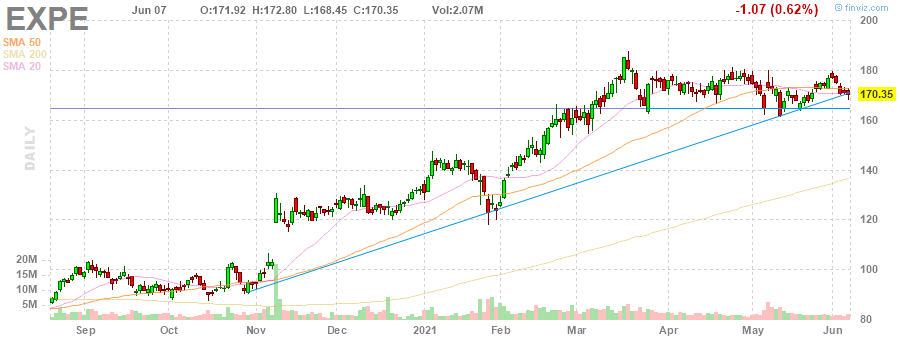 EXPE
Jun 07 O:171.92 H:172.80 L:168.45 C:170.35 Vol:2.07M -1.07 (0.62%)
© finviz.com
SMA 50
SMA 200
SMA 20
DAILY
200
180
170.35
160
140
120
100
80
20M
15M
10M
5M
Sep Oct Nov Dec 2021 Feb Mar Apr May Jun